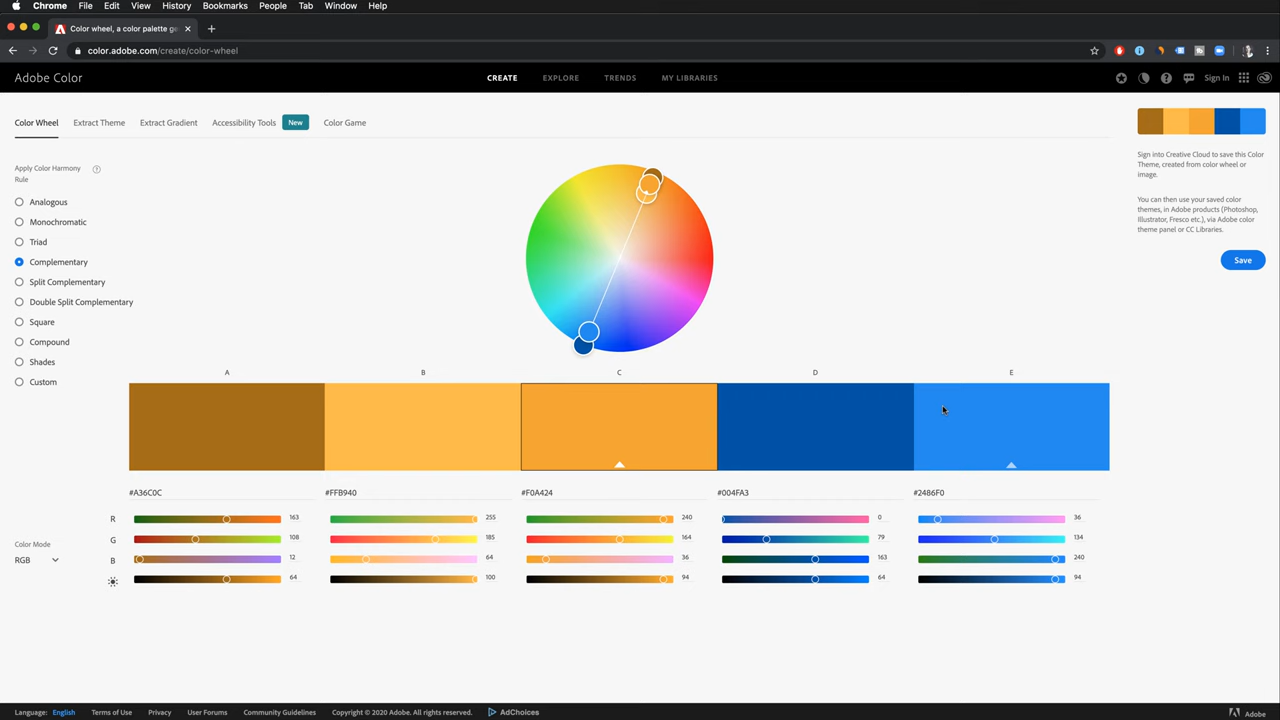 Chrome File Edit View History Bookmarks People Tab Window Help
Color wheel, a color palette ge
color.adobe.com/create/color-wheel
Adobe Color CREATE EXPLORE TRENDS MY LIBRARIES Sign In
Color Wheel Extract Theme Extract Gradient Accessibility Tools New Color Game
Apply Color Harmony
Rule
Analogous
Monochromatic
Triad
Complementary
Split Complementary
Double Split Complementary
Square
Compound
Shades
Custom
Sign into Creative Cloud to save this Color
Theme, created from color wheel or
image.
You can then use your saved color
themes, in Adobe products (Photoshop,
Illustrator, Fresco etc.), via Adobe color
theme panel or CC Libraries.
Save
A B C D E
#A36C0C #FFB940 #F0A424 #004FA3 #2486F0
R 163 255 240 0 36
G 108 185 164 79 134
B 12 64 36 163 240
64 100 94 64 94
Color Mode
RGB
Language: English Terms of Use Privacy User Forums Community Guidelines Copyright © 2020 Adobe. All rights reserved. AdChoices Adobe